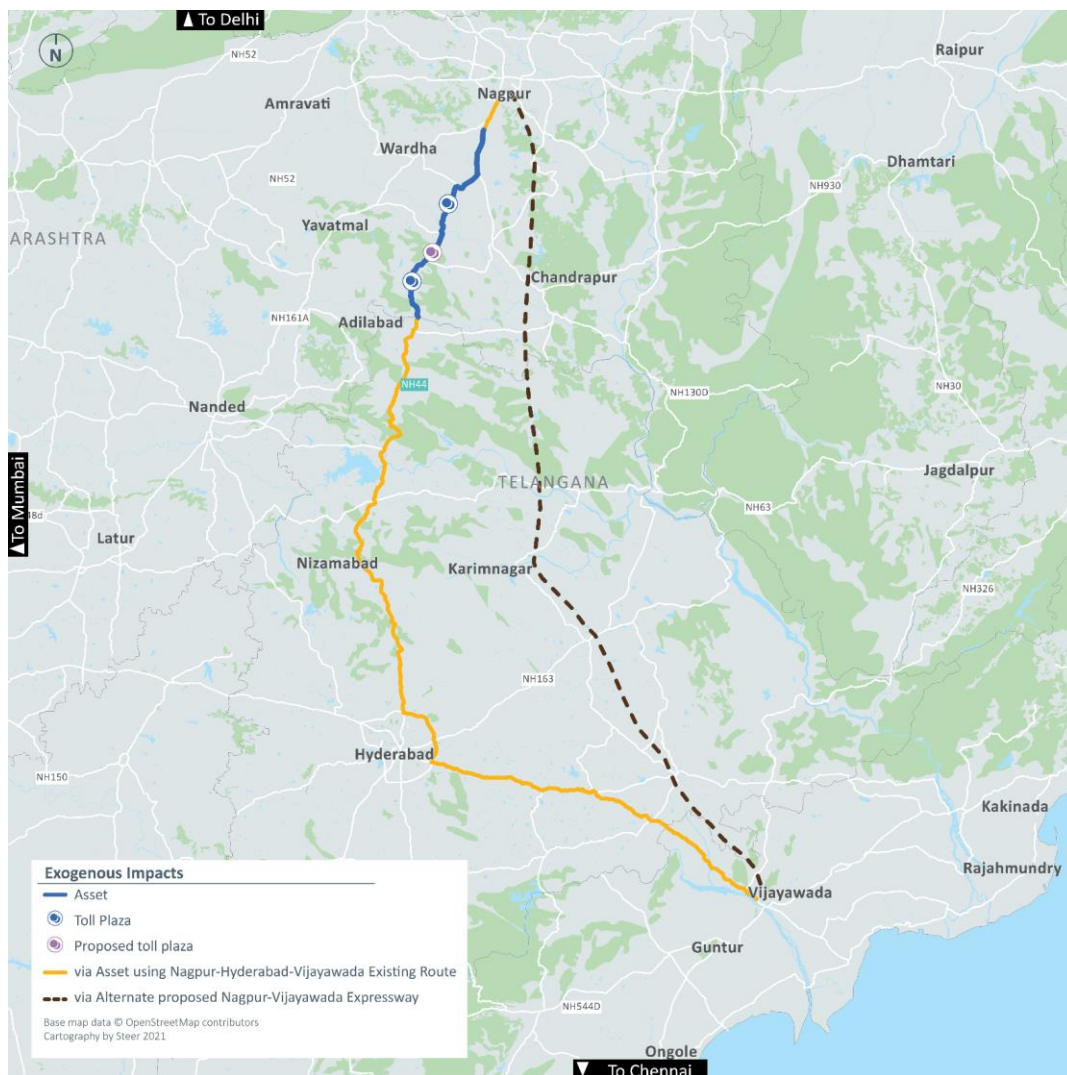 ▲ To Delhi
N
NH52
Raipur
Nagpur
Amravati
Wardha
Dhamtari
NH52
NH930
Yavatmal
ARASHTRA
Chandrapur
NH161A
Adilabad
NH44
NH130D
NH30
Nanded
Jagdalpur
TELANGANA
▲To Mumbai
48d
NH63
Latur
Nizamabad
Karimnagar
NH326
NH163
Hyderabad
NH150
Kakinada
Rajahmundry
Vijayawada
Guntur
NH544D
Ongole
▼ To Chennai
Exogenous Impacts
Asset
Toll Plaza
Proposed toll plaza
via Asset using Nagpur-Hyderabad-Vijayawada Existing Route
via Alternate proposed Nagpur-Vijayawada Expressway
Base map data © OpenStreetMap contributors
Cartography by Steer 2021